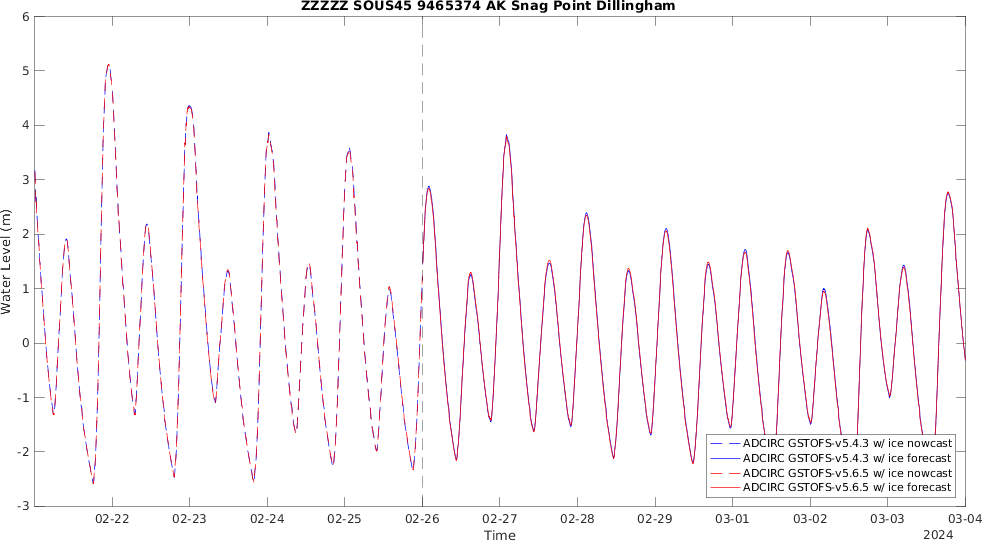 ZZZZZ SOUS45 9465374 AK Snag Point Dillingham
6
5
4
3
2
1
0
-1
-2
-3
Water Level (m)
ADCIRC GSTOFS-v5.4.3 w/ ice nowcast
ADCIRC GSTOFS-v5.4.3 w/ ice forecast
ADCIRC GSTOFS-v5.6.5 w/ ice nowcast
ADCIRC GSTOFS-v5.6.5 w/ ice forecast
02-22 02-23 02-24 02-25 02-26 02-27 02-28 02-29 03-01 03-02 03-03 03-04
Time
2024